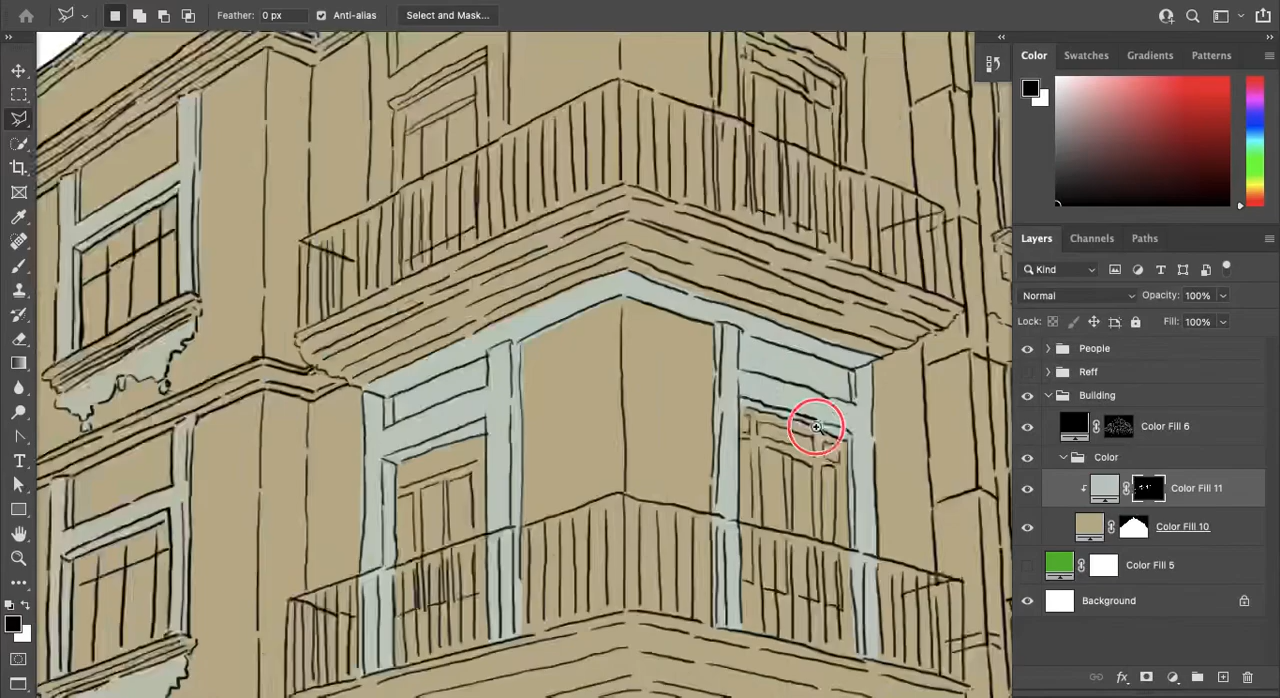 Feather: 0 px Anti-alias Select and Mask...
Color Swatches Gradients Patterns
Layers Channels Paths
Kind
Normal Opacity: 100%
Lock: Fill: 100%
People
Reff
Building
Color Fill 6
Color
Color Fill 11
Color Fill 10
Color Fill 5
Background
fx